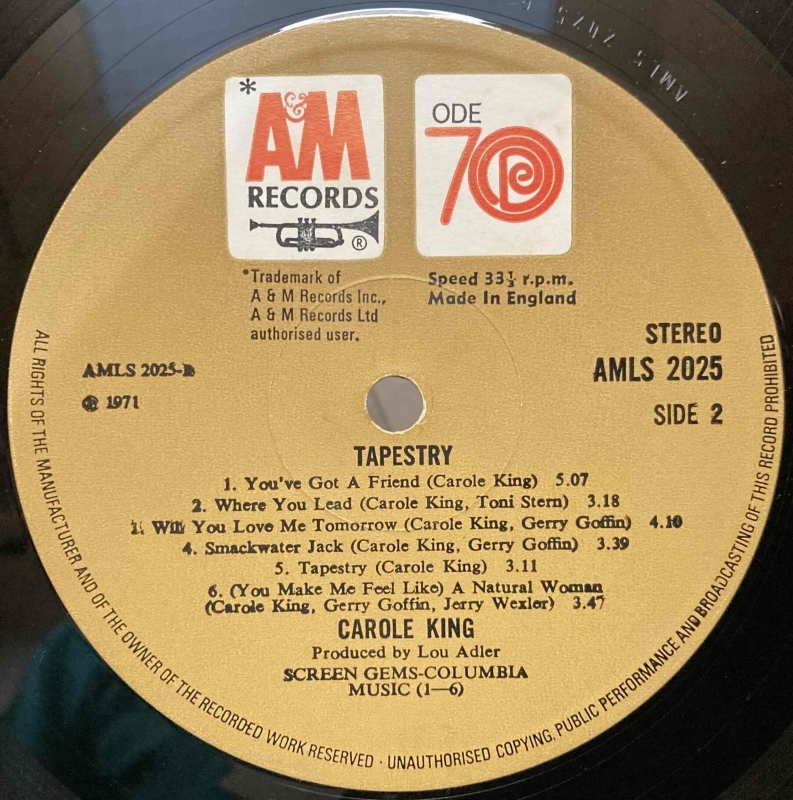 AMLS 2025
*
A&M
RECORDS
®
ODE
70
*Trademark of
A & M Records Inc.,
A & M Records Ltd
authorised user.
Speed 33⅓ r.p.m.
Made In England
STEREO
AMLS 2025
SIDE 2
AMLS 2025-B
℗ 1971
TAPESTRY
1. You've Got A Friend (Carole King) 5.07
2. Where You Lead (Carole King, Toni Stern) 3.18
3. Will You Love Me Tomorrow (Carole King, Gerry Goffin) 4.10
4. Smackwater Jack (Carole King, Gerry Goffin) 3.39
5. Tapestry (Carole King) 3.11
6. (You Make Me Feel Like) A Natural Woman
(Carole King, Gerry Goffin, Jerry Wexler) 3.47
CAROLE KING
Produced by Lou Adler
SCREEN GEMS-COLUMBIA
MUSIC (1—6)
ALL RIGHTS OF THE MANUFACTURER AND OF THE OWNER OF THE RECORDED WORK RESERVED · UNAUTHORISED COPYING, PUBLIC PERFORMANCE AND BROADCASTING OF THIS RECORD PROHIBITED